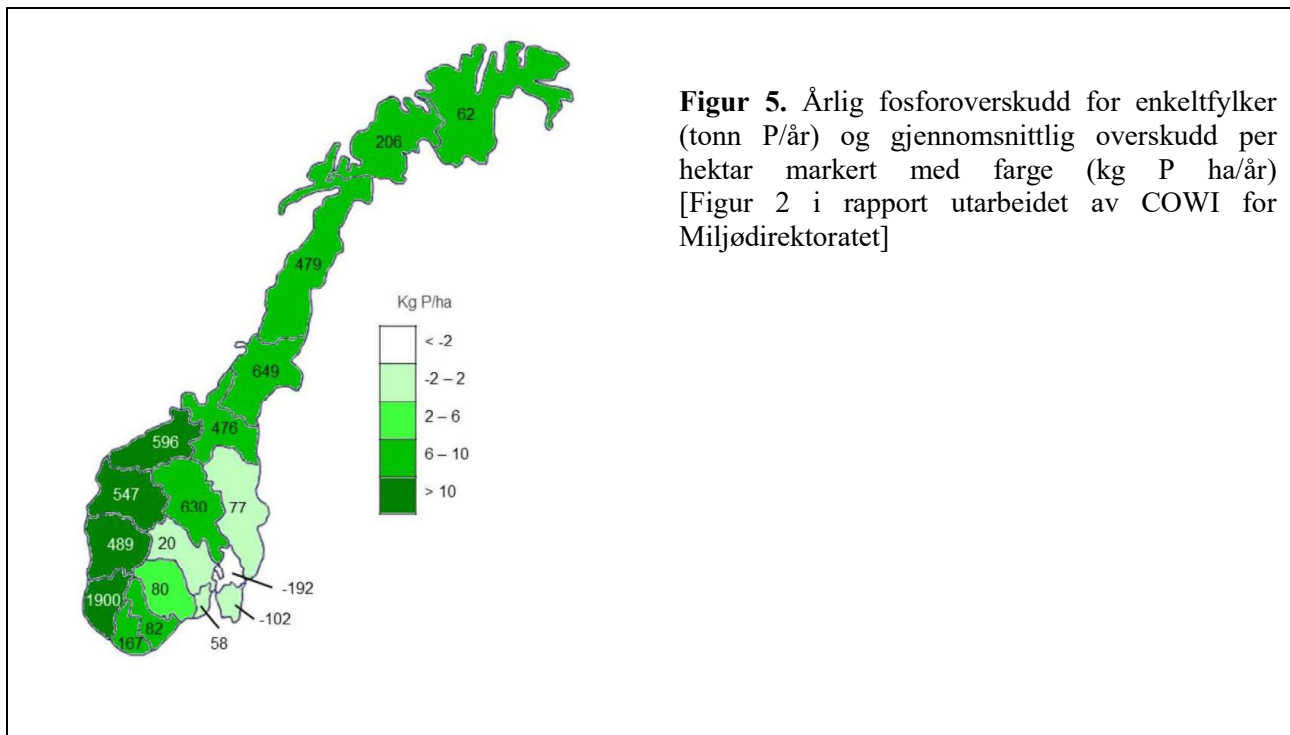 Figur 5. Årlig fosforoverskudd for enkeltfylker
(tonn P/år) og gjennomsnittlig overskudd per
hektar markert med farge (kg P ha/år)
[Figur 2 i rapport utarbeidet av COWI for
Miljødirektoratet]
62
206
479
Kg P/ha
< -2
-2 – 2
2 – 6
6 – 10
> 10
649
476
596
547
630
77
489
20
80
1900
82
167
-192
-102
58